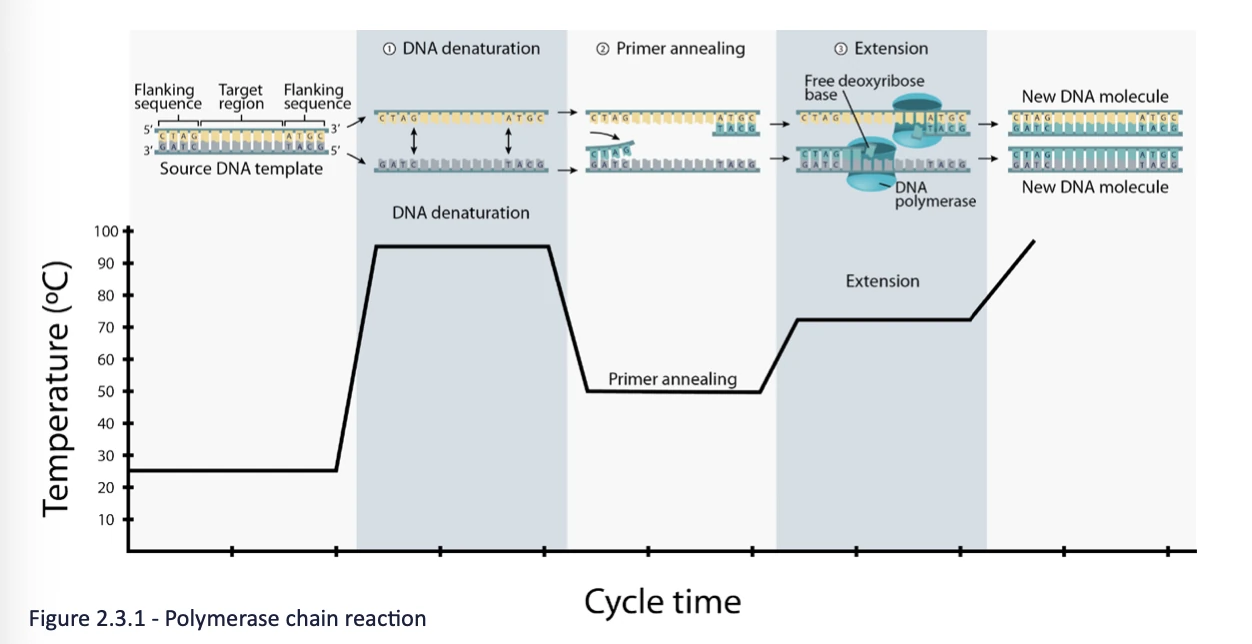 ① DNA denaturation
② Primer annealing
③ Extension
Flanking sequence
Target region
Flanking sequence
5' C T A G A T G C 3'
3' G A T C T A C G 5'
Source DNA template
C T A G A T G C
G A T C T A C G
C T A G A T G C
T A C G
C T A G
G A T C T A C G
Free deoxyribose
base
C T A G A T G C
T A C G
C T A G
G A T C T A C G
DNA
polymerase
New DNA molecule
C T A G A T G C
G A T C T A C G
C T A G A T G C
G A T C T A C G
New DNA molecule
Temperature (ºC)
100
90
80
70
60
50
40
30
20
10
DNA denaturation
Primer annealing
Extension
Cycle time
Figure 2.3.1 - Polymerase chain reaction